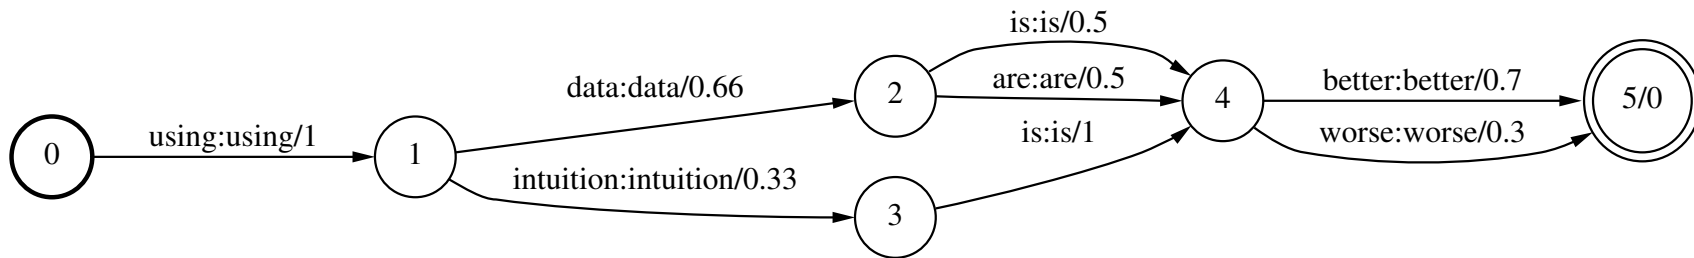 is:is/0.5
data:data/0.66
are:are/0.5
better:better/0.7
0
using:using/1
1
2
4
5/0
is:is/1
worse:worse/0.3
intuition:intuition/0.33
3